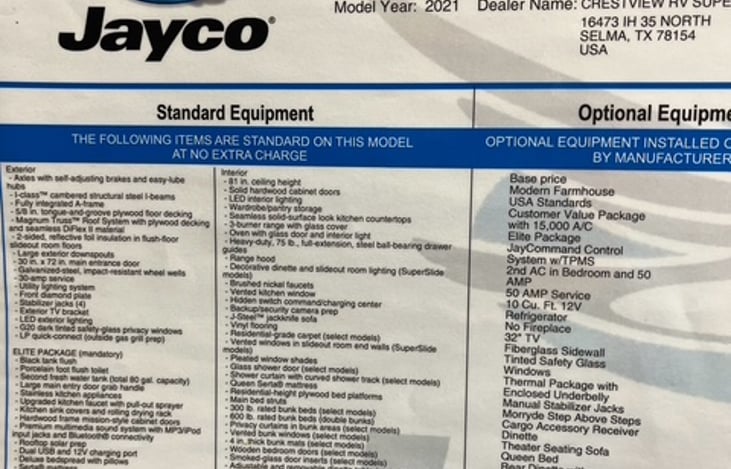 Jayco
Model Year: 2021 Dealer Name: CRESTVIEW RV SUPE
16473 IH 35 NORTH
SELMA, TX 78154
USA
Standard Equipment
THE FOLLOWING ITEMS ARE STANDARD ON THIS MODEL
AT NO EXTRA CHARGE
Exterior
- Axles with self-adjusting brakes and easy-lube
hubs
- I-class™ cambered structural steel I-beams
- Fully integrated A-frame
- 5/8 in. tongue-and-groove plywood floor decking
- Magnum Truss™ Roof System with plywood decking
and seamless DiFlex II material
- 2-sided, reflective foil insulation in flush-floor
slideout room floors
- Large exterior downspouts
- 30 in. x 72 in. main entrance door
- Galvanized-steel, impact-resistant wheel wells
- 30-amp service
- Utility lighting system
- Front diamond plate
- Stabilizer jacks (4)
- Exterior TV bracket
- LED exterior lighting
- G20 dark tinted safety-glass privacy windows
- LP quick-connect (outside gas grill prep)
ELITE PACKAGE (mandatory)
- Black tank flush
- Porcelain foot flush toilet
- Second fresh water tank (total 80 gal. capacity)
- Large main entry door grab handle
- Stainless kitchen appliances
- Upgraded kitchen faucet with pull-out sprayer
- Kitchen sink covers and rolling drying rack
- Hardwood frame mission-style cabinet doors
- Premium multimedia sound system with MP3/iPod
input jacks and Bluetooth® connectivity
- Rooftop solar prep
- Dual USB and 12V charging port
- Deluxe bedspread with pillows
- Serta® mattress
Interior
- 81 in. ceiling height
- Solid hardwood cabinet doors
- LED interior lighting
- Wardrobe/pantry storage
- Seamless solid-surface look kitchen countertops
- 3-burner range with glass cover
- Oven with glass door and interior light
- Heavy-duty, 75 lb., full-extension, steel ball-bearing drawer
guides
- Range hood
- Decorative dinette and slideout room lighting (SuperSlide
models)
- Brushed nickel faucets
- Vented kitchen window
- Hidden switch command/charging center
- Backup/security camera prep
- J-Steel™ jackknife sofa
- Vinyl flooring
- Residential-grade carpet (select models)
- Vented windows in slideout room end walls (SuperSlide
models)
- Pleated window shades
- Glass shower door (select models)
- Shower curtain with curved shower track (select models)
- Queen Serta® mattress
- Residential-height plywood bed platforms
- Main bed struts
- 300 lb. rated bunk beds (select models)
- 600 lb. rated bunk beds (double bunks)
- Privacy curtains in bunk areas (select models)
- Vented bunk windows (select models)
- 4 in. thick bunk mats (select models)
- Wooden bedroom doors (select models)
- Smoked-glass door inserts (select models)
Optional Equipme
OPTIONAL EQUIPMENT INSTALLED O
BY MANUFACTURER
Base price
Modern Farmhouse
USA Standards
Customer Value Package
with 15,000 A/C
Elite Package
JayCommand Control
System w/TPMS
2nd AC in Bedroom and 50
AMP
50 AMP Service
10 Cu. Ft. 12V
Refrigerator
No Fireplace
32" TV
Fiberglass Sidewall
Tinted Safety Glass
Windows
Thermal Package with
Enclosed Underbelly
Manual Stabilizer Jacks
Morryde Step Above Steps
Cargo Accessory Receiver
Dinette
Theater Seating Sofa
Queen Bed
Rear Dinette with